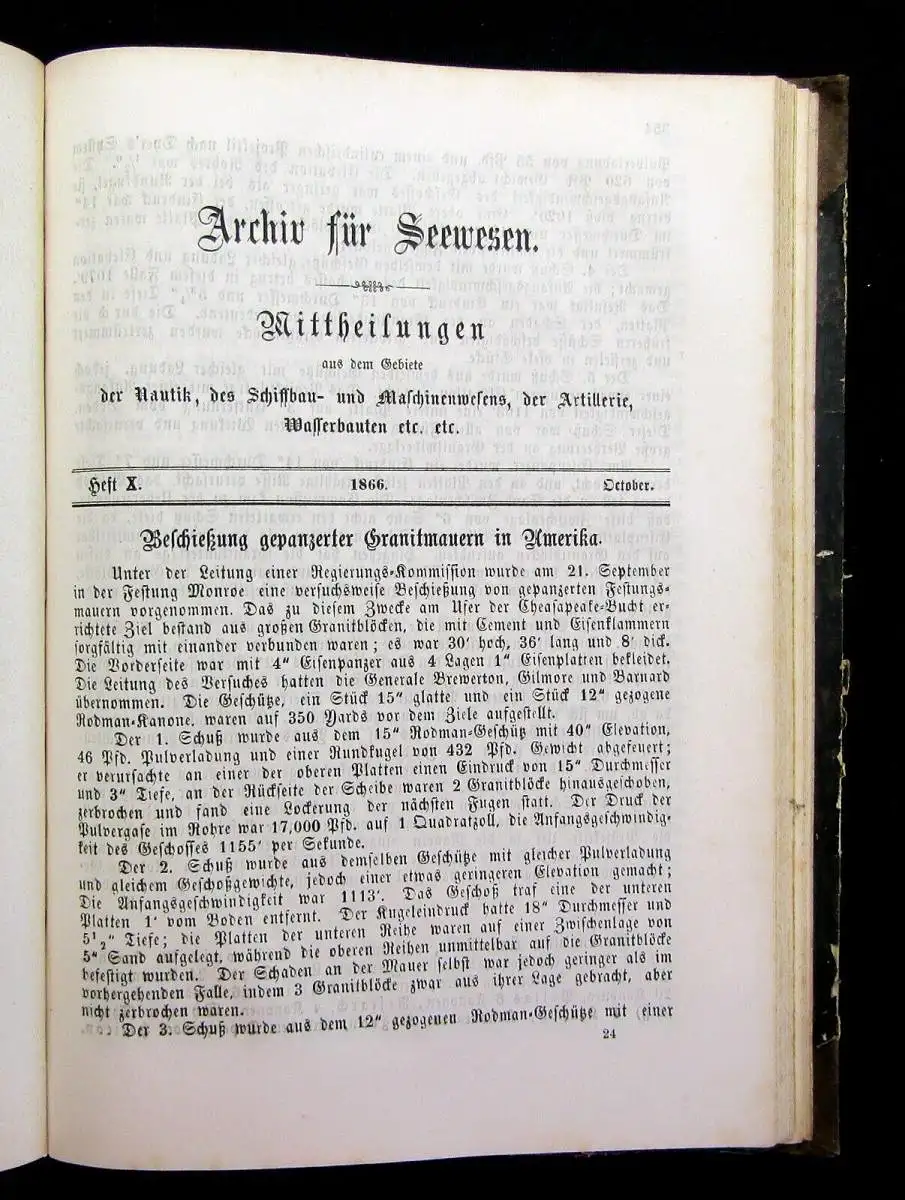 Archiv für Seewesen.
Mittheilungen
aus dem Gebiete
der Nautik, des Schiffbau- und Maschinenwesens, der Artillerie,
Wasserbauten etc. etc.
Heft X. 1866. October.
Beschießung gepanzerter Granitmauern in Amerika.
Unter der Leitung einer Regierungs-Kommission wurde am 21. September
in der Festung Monroe eine versuchsweise Beschießung von gepanzerten Festungs-
mauern vorgenommen. Das zu diesem Zwecke am Ufer der Cheasapeake-Bucht er-
richtete Ziel bestand aus großen Granitblöcken, die mit Cement und Eisenklammern
sorgfältig mit einander verbunden waren; es war 30' hoch, 36' lang und 8' dick.
Die Vorderseite war mit 4" Eisenpanzer aus 4 Lagen 1" Eisenplatten bekleidet.
Die Leitung des Versuches hatten die Generale Brewerton, Gilmore und Barnard
übernommen. Die Geschütze, ein Stück 15" glatte und ein Stück 12" gezogene
Rodman-Kanone, waren auf 350 Yards vor dem Ziele aufgestellt.
Der 1. Schuß wurde aus dem 15" Rodman-Geschütz mit 40" Elevation,
46 Pfd. Pulverladung und einer Rundkugel von 432 Pfd. Gewicht abgefeuert;
er verursachte an einer der oberen Platten einen Eindruck von 15" Durchmesser
und 3" Tiefe, an der Rückseite der Scheibe waren 2 Granitblöcke hinausgeschoben,
zerbrochen und fand eine Lockerung der nächsten Fugen statt. Der Druck der
Pulvergase im Rohre war 17,000 Pfd. auf 1 Quadratzoll, die Anfangsgeschwindig-
keit des Geschosses 1155' per Sekunde.
Der 2. Schuß wurde aus demselben Geschütze mit gleicher Pulverladung
und gleichem Geschoßgewichte, jedoch einer etwas geringeren Elevation gemacht;
Die Anfangsgeschwindigkeit war 1113'. Das Geschoß traf eine der unteren
Platten 1' vom Boden entfernt. Der Kugeleindruck hatte 18" Durchmesser und
5½" Tiefe; die Platten der unteren Reihe waren auf einer Zwischenlage von
5" Sand aufgelegt, während die oberen Reihen unmittelbar auf die Granitblöcke
befestigt wurden. Der Schaden an der Mauer selbst war jedoch geringer als im
vorhergehenden Falle, indem 3 Granitblöcke zwar aus ihrer Lage gebracht, aber
nicht zerbrochen waren.
Der 3. Schuß wurde aus dem 12" gezogenen Rodman-Geschütze mit einer
24